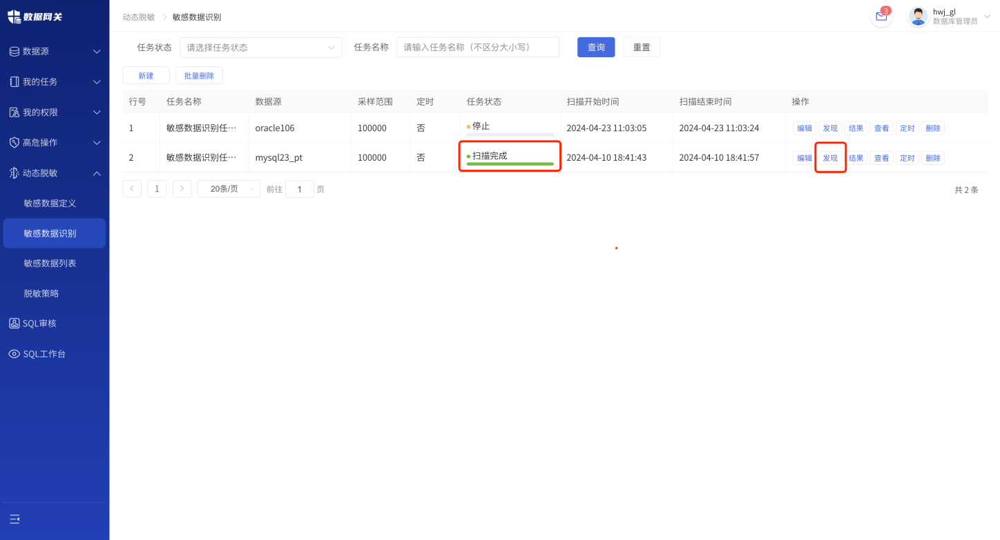 数据网关
动态脱敏 > 敏感数据识别
3
hwj_gl
数据库管理员
数据源
我的任务
我的权限
高危操作
动态脱敏
敏感数据定义
敏感数据识别
敏感数据列表
脱敏策略
SQL审核
SQL工作台
任务状态 请选择任务状态 任务名称 请输入任务名称（不区分大小写） 查询 重置
新建 批量删除
行号 任务名称 数据源 采样范围 定时 任务状态 扫描开始时间 扫描结束时间 操作
1 敏感数据识别任… oracle106 100000 否 停止 2024-04-23 11:03:05 2024-04-23 11:03:24 编辑 发现 结果 查看 定时 删除
2 敏感数据识别任… mysql23_pt 100000 否 扫描完成 2024-04-10 18:41:43 2024-04-10 18:41:57 编辑 发现 结果 查看 定时 删除
< 1 > 20条/页 前往 1 页 共 2 条